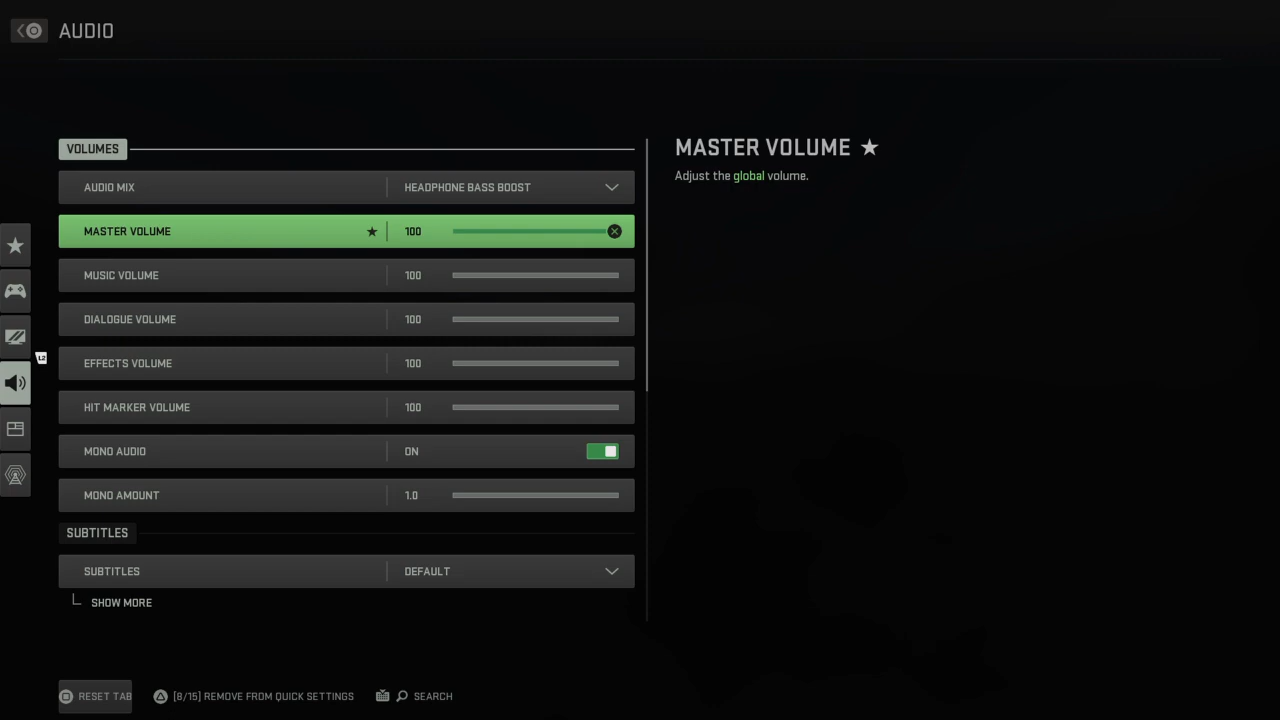 AUDIO
VOLUMES
AUDIO MIX HEADPHONE BASS BOOST
MASTER VOLUME 100
MUSIC VOLUME 100
DIALOGUE VOLUME 100
EFFECTS VOLUME 100
HIT MARKER VOLUME 100
MONO AUDIO ON
MONO AMOUNT 1.0
SUBTITLES
SUBTITLES DEFAULT
SHOW MORE
MASTER VOLUME
Adjust the global volume.
L2
RESET TAB [8/15] REMOVE FROM QUICK SETTINGS SEARCH